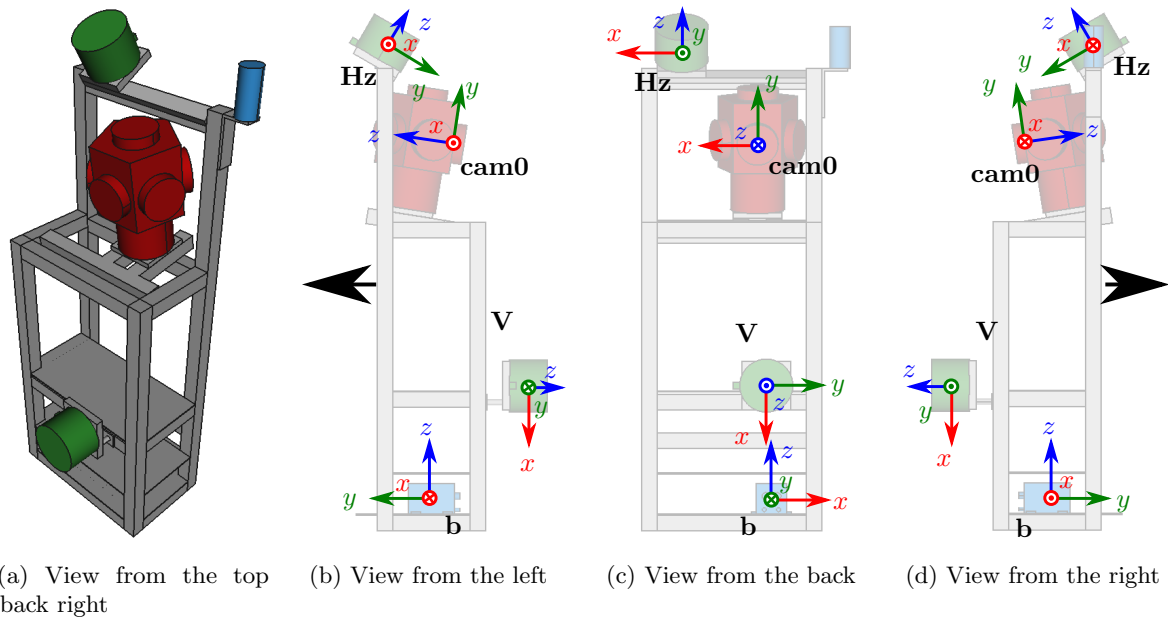 z
x
y
Hz
y
z
x
cam0
V
z
y
x
z
x
y
b
z
x
y
Hz
y
z
x
cam0
V
y
z
x
z
y
x
b
z
x
y
Hz
y
x
z
cam0
V
z
y
x
z
x
y
b
a) View from the top
back right
(b) View from the left
(c) View from the back
(d) View from the right